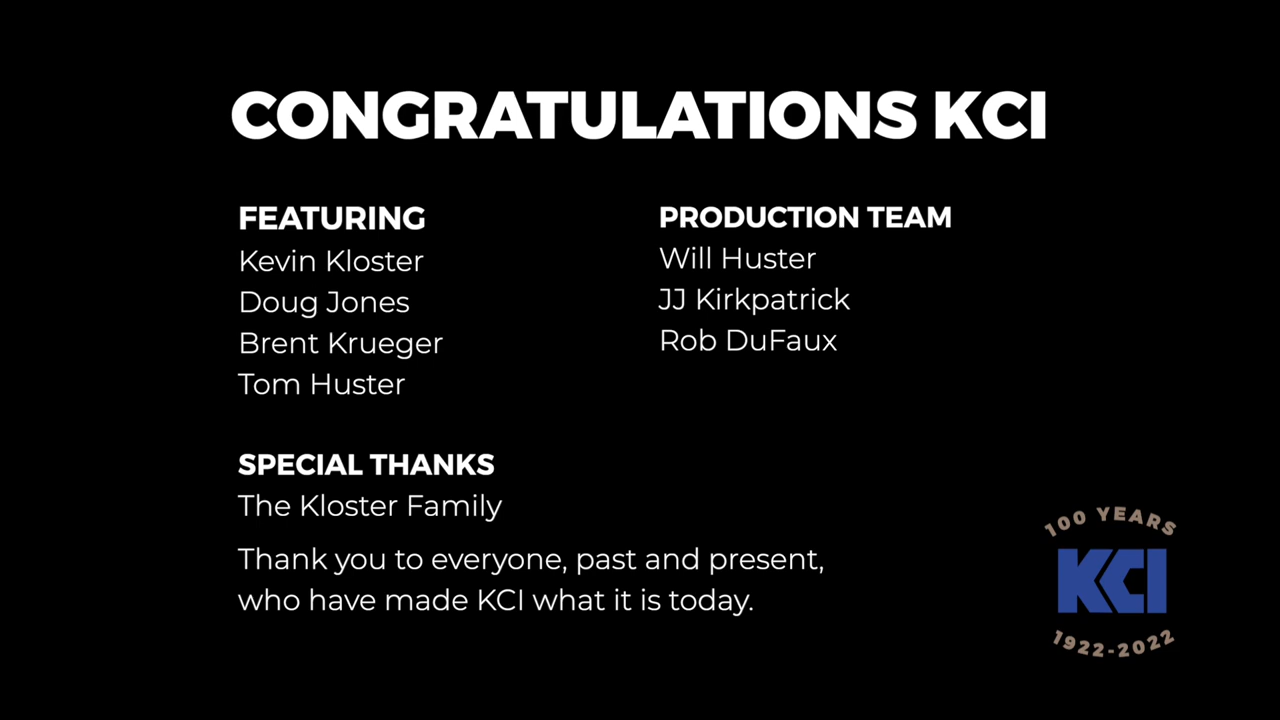 CONGRATULATIONS KCI
FEATURING
Kevin Kloster
Doug Jones
Brent Krueger
Tom Huster
PRODUCTION TEAM
Will Huster
JJ Kirkpatrick
Rob DuFaux
SPECIAL THANKS
The Kloster Family
Thank you to everyone, past and present,
who have made KCI what it is today.
100 YEARS
KCI
1922-2022